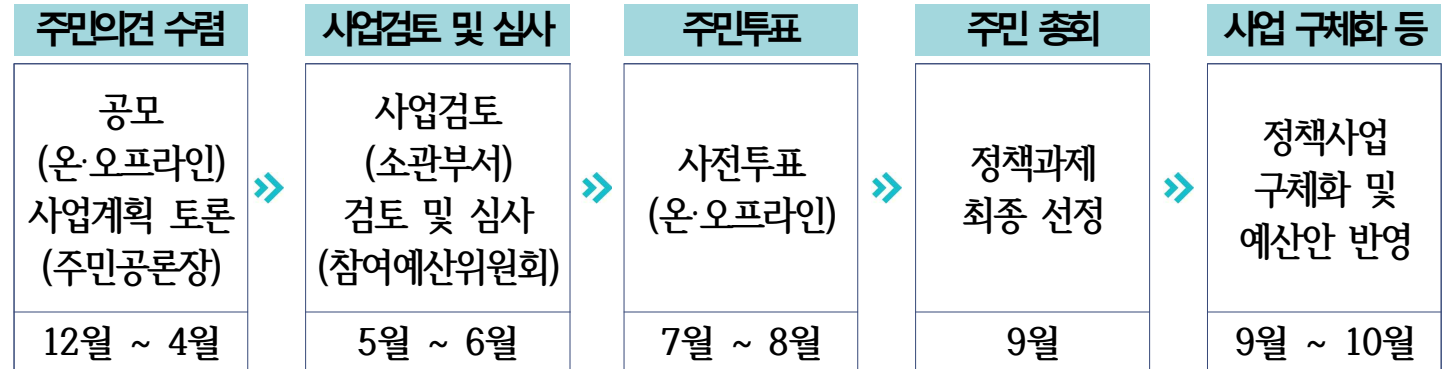 주민의견 수렴
공모
(온·오프라인)
사업계획 토론
(주민공론장)
12월 ~ 4월
사업검토 및 심사
사업검토
(소관부서)
검토 및 심사
(참여예산위원회)
5월 ~ 6월
주민투표
사전투표
(온·오프라인)
7월 ~ 8월
주민 총회
정책과제
최종 선정
9월
사업 구체화 등
정책사업
구체화 및
예산안 반영
9월 ~ 10월